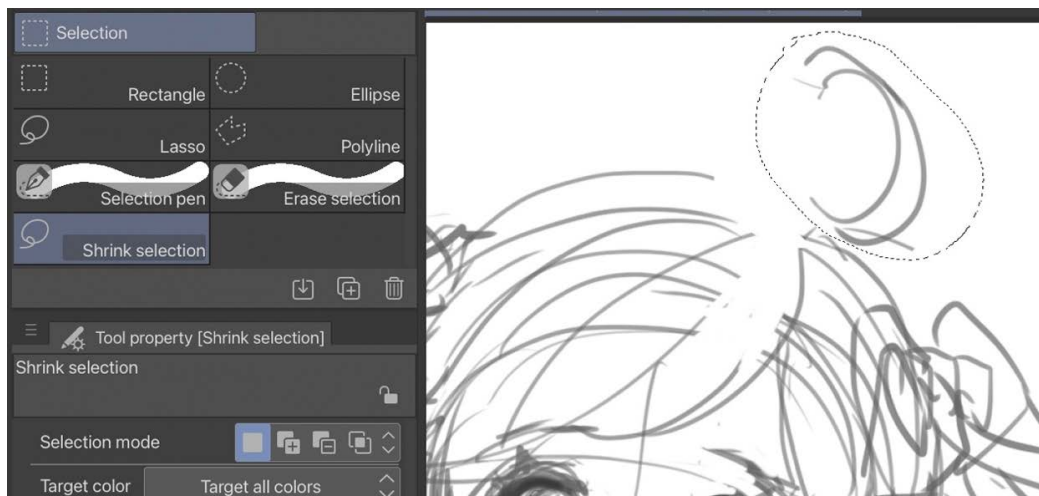 Selection
Rectangle
Ellipse
Lasso
Polyline
Selection pen
Erase selection
Shrink selection
Tool property [Shrink selection]
Shrink selection
Selection mode
Target color
Target all colors